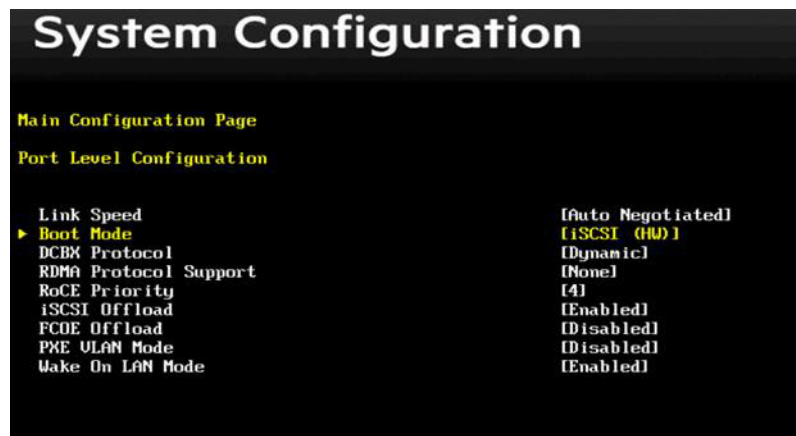 System Configuration
Main Configuration Page
Port Level Configuration
Link Speed [Auto Negotiated]
▶ Boot Mode [iSCSI (HW)]
DCBX Protocol [Dynamic]
RDMA Protocol Support [None]
RoCE Priority [4]
iSCSI Offload [Enabled]
FCOE Offload [Disabled]
PXE VLAN Mode [Disabled]
Wake On LAN Mode [Enabled]